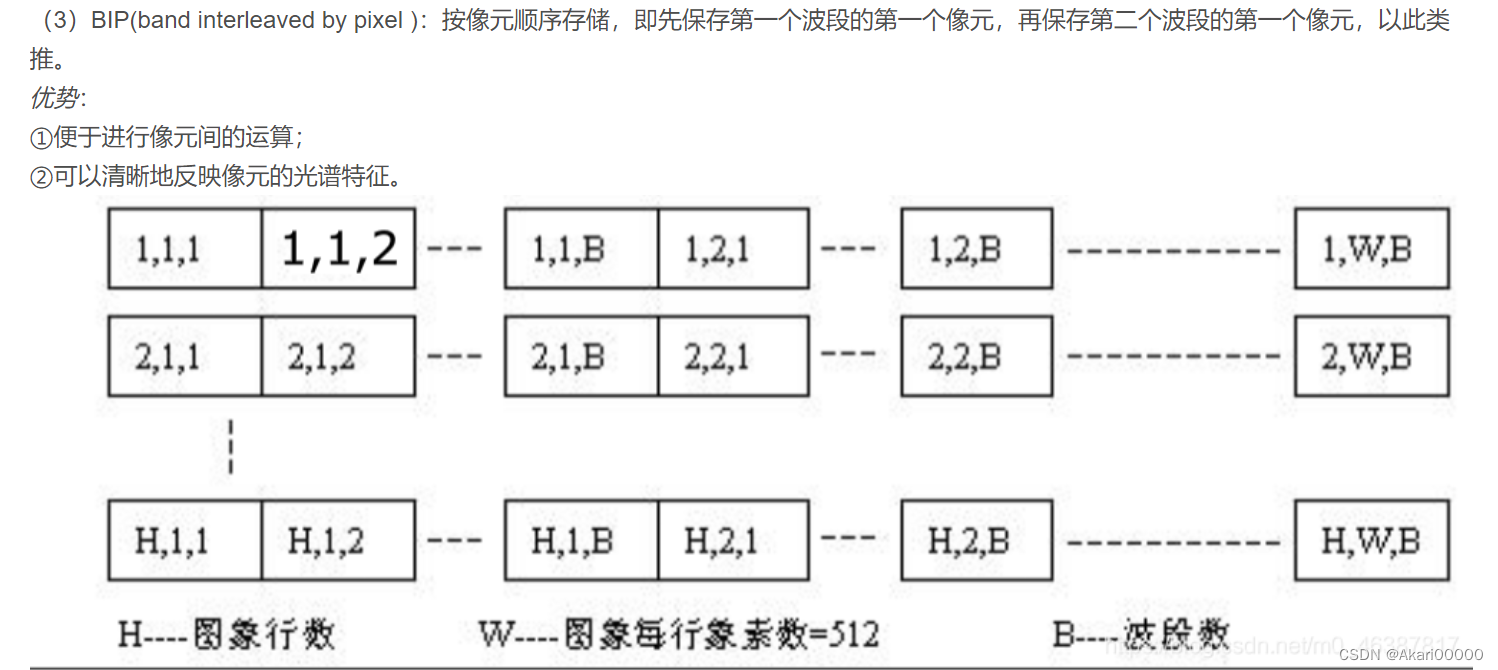 （3）BIP(band interleaved by pixel )：按像元顺序存储，即先保存第一个波段的第一个像元，再保存第二个波段的第一个像元，以此类
推。
优势：
①便于进行像元间的运算；
②可以清晰地反映像元的光谱特征。
1,1,1 1,1,2 --- 1,1,B 1,2,1 --- 1,2,B ----------- 1,W,B
2,1,1 2,1,2 --- 2,1,B 2,2,1 --- 2,2,B ----------- 2,W,B
H,1,1 H,1,2 --- H,1,B H,2,1 --- H,2,B ----------- H,W,B
H----图象行数 W----图象每行象素数=512 B----波段数
CSDN @Akari00000